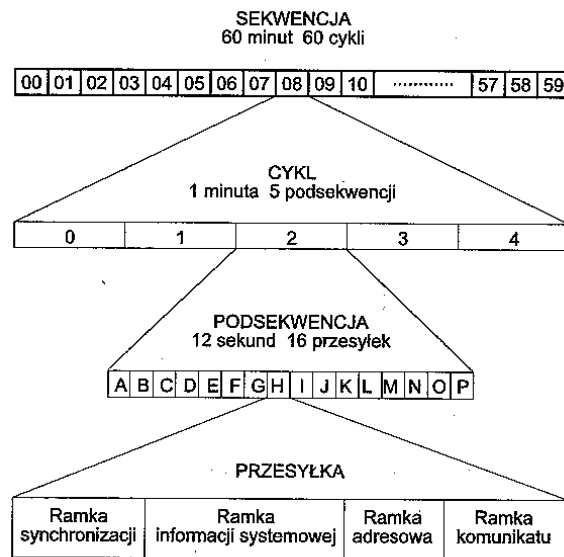 SEKWENCJA
60 minut 60 cykli
00 01 02 03 04 05 06 07 08 09 10 ........... 57 58 59
CYKL
1 minuta 5 podsekwencji
0 1 2 3 4
PODSEKWENCJA
12 sekund 16 przesyłek
A B C D E F G H I J K L M N O P
PRZESYŁKA
Ramka synchronizacji
Ramka informacji systemowej
Ramka adresowa
Ramka komunikatu